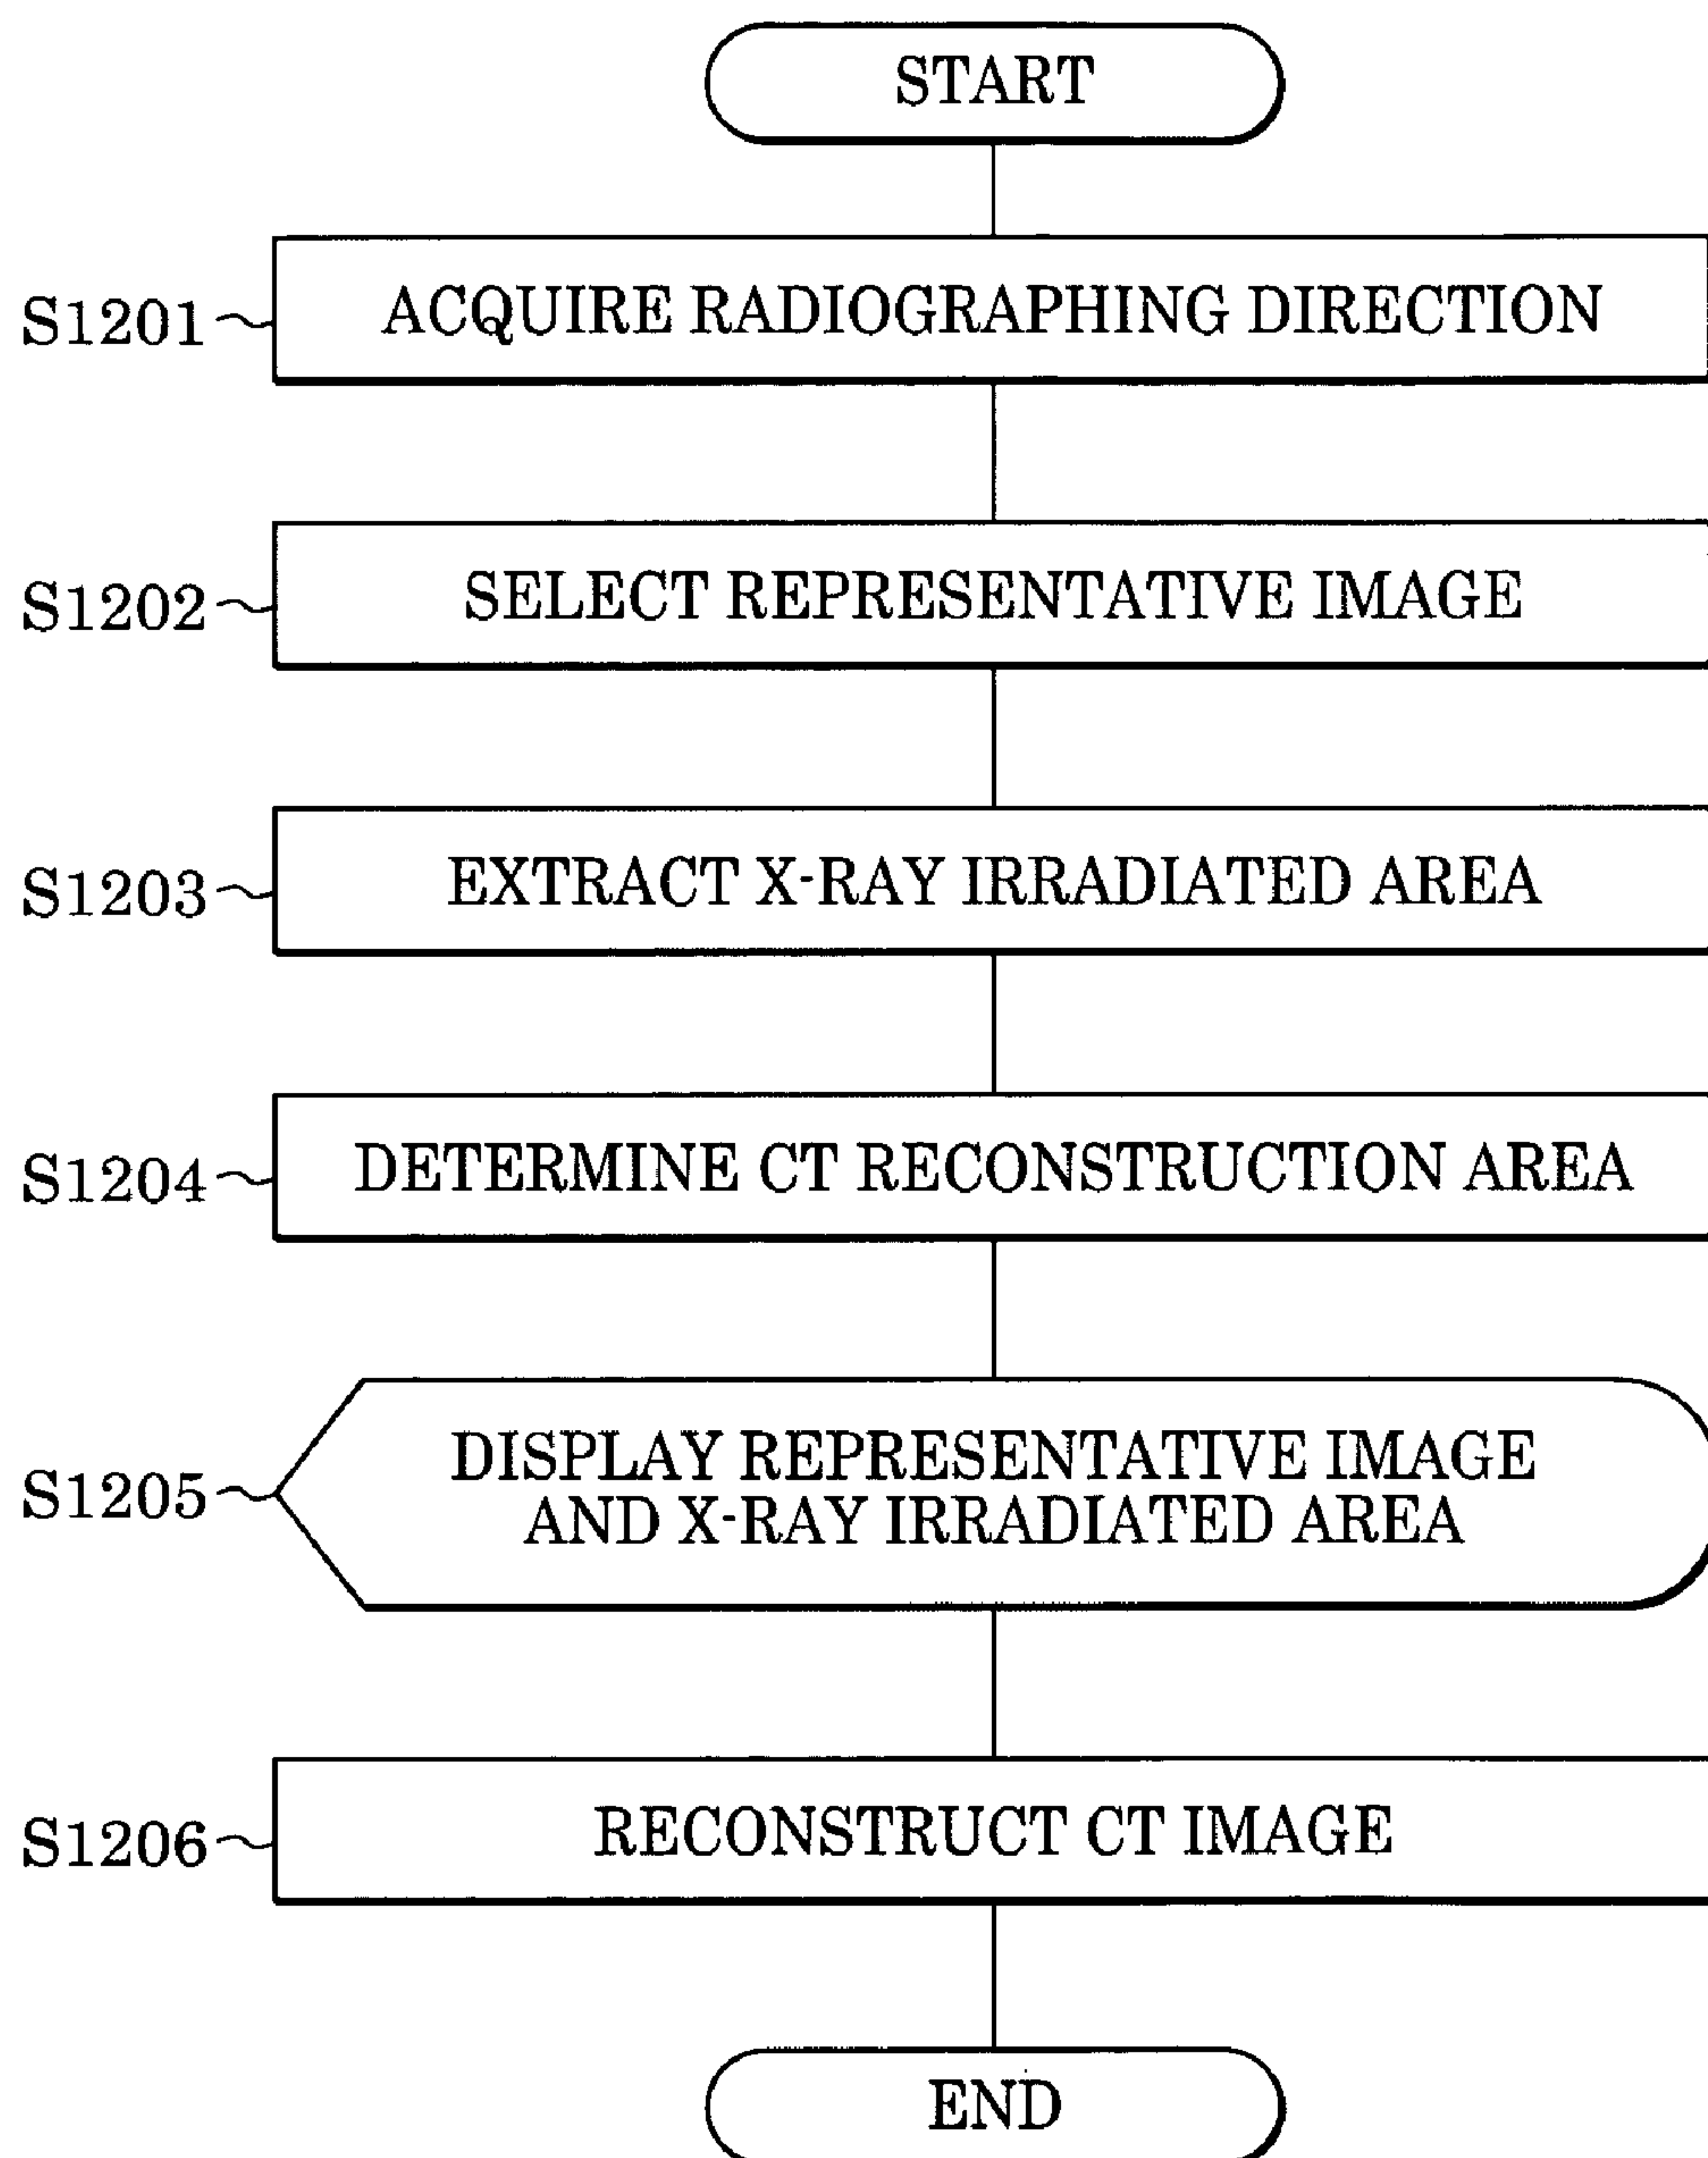 START
S1201
ACQUIRE RADIOGRAPHING DIRECTION
S1202
SELECT REPRESENTATIVE IMAGE
S1203
EXTRACT X-RAY IRRADIATED AREA
S1204
DETERMINE CT RECONSTRUCTION AREA
S1205
DISPLAY REPRESENTATIVE IMAGE
AND X-RAY IRRADIATED AREA
S1206
RECONSTRUCT CT IMAGE
END